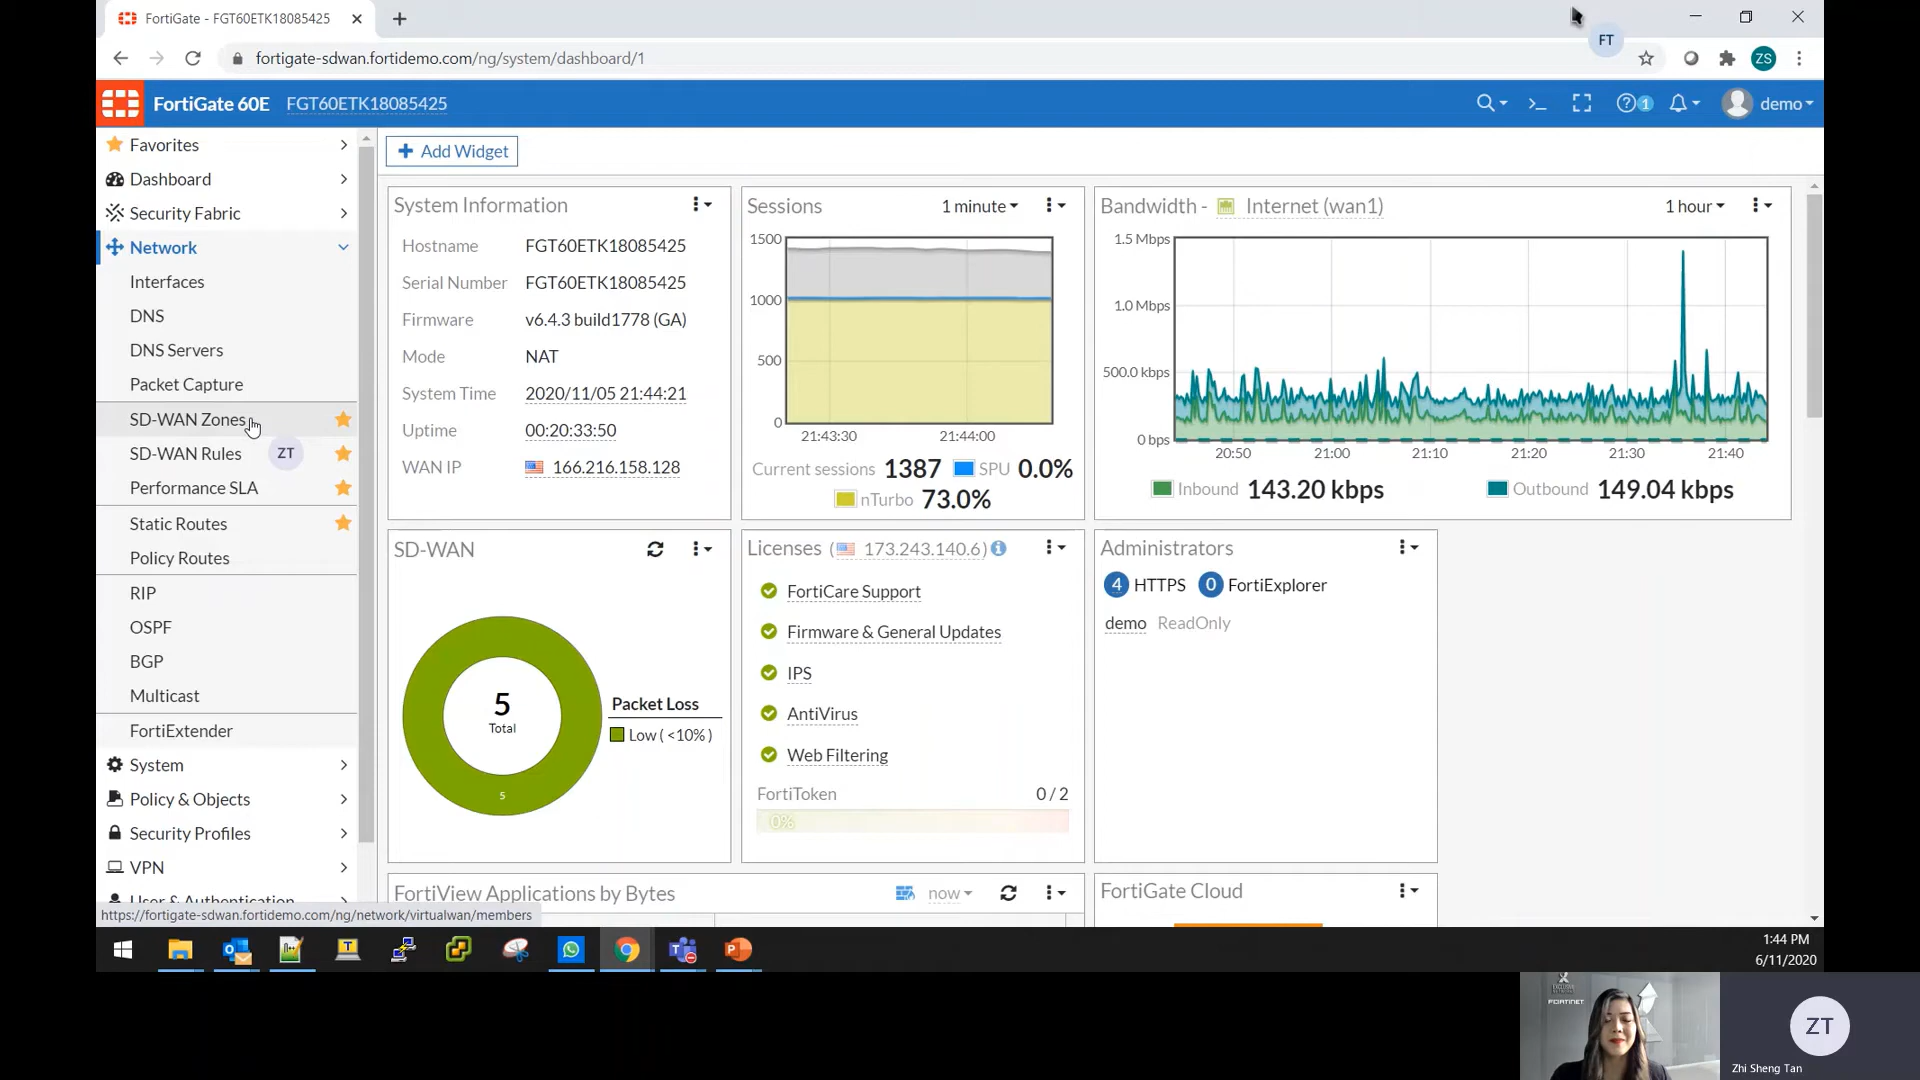 FortiGate - FGT60ETK18085425
FT
fortigate-sdwan.fortidemo.com/ng/system/dashboard/1
ZS
FortiGate 60E
FGT60ETK18085425
1
demo
Favorites
Dashboard
Security Fabric
Network
Interfaces
DNS
DNS Servers
Packet Capture
SD-WAN Zones
SD-WAN Rules
ZT
Performance SLA
Static Routes
Policy Routes
RIP
OSPF
BGP
Multicast
FortiExtender
System
Policy & Objects
Security Profiles
VPN
User & Authentication
https://fortigate-sdwan.fortidemo.com/ng/network/virtualwan/members
Add Widget
System Information
Hostname FGT60ETK18085425
Serial Number FGT60ETK18085425
Firmware v6.4.3 build1778 (GA)
Mode NAT
System Time 2020/11/05 21:44:21
Uptime 00:20:33:50
WAN IP 166.216.158.128
Sessions 1 minute
1500
1000
500
0
21:43:30 21:44:00
Current sessions 1387 SPU 0.0%
nTurbo 73.0%
Bandwidth - Internet (wan1) 1 hour
1.5 Mbps
1.0 Mbps
500.0 kbps
0 bps
20:50 21:00 21:10 21:20 21:30 21:40
Inbound 143.20 kbps Outbound 149.04 kbps
SD-WAN
5
Total
5
Packet Loss
Low ( <10% )
Licenses ( 173.243.140.6)
FortiCare Support
Firmware & General Updates
IPS
AntiVirus
Web Filtering
FortiToken 0 / 2
0%
Administrators
4 HTTPS 0 FortiExplorer
demo ReadOnly
FortiView Applications by Bytes now
FortiGate Cloud
1:44 PM
6/11/2020
FORTINET
ZT
Zhi Sheng Tan